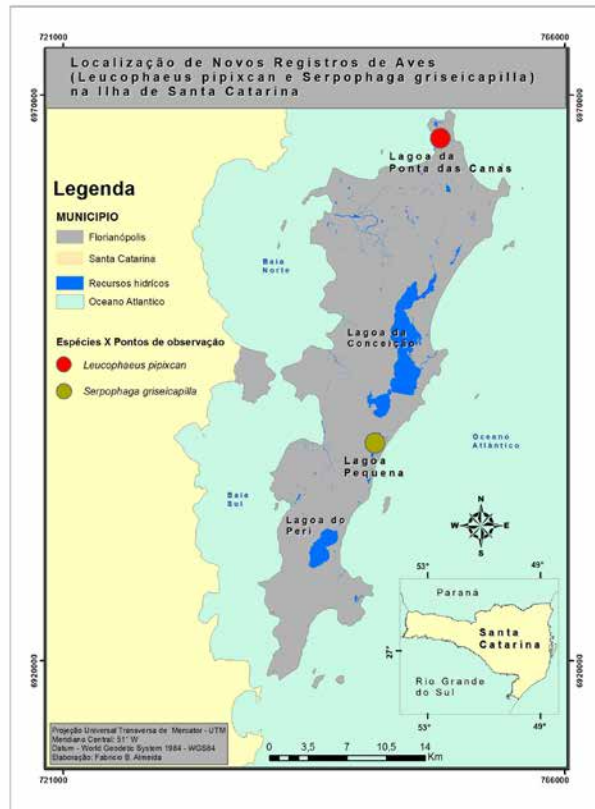 721000
766000
Localização de Novos Registros de Aves
(Leucophaeus pipixcan e Serpophaga griseicapilla)
na Ilha de Santa Catarina
6970000
6970000
Lagoa da
Ponta das Canas
Legenda
MUNICIPIO
Florianópolis
Santa Catarina
Recursos hídricos
Oceano Atlantico
Espécies X Pontos de observação
Leucophaeus pipixcan
Serpophaga griseicapilla
Baia
Norte
Lagoa da
Conceição
Oceano
Atlântico
Lagoa
Pequena
Baia
Sul
Lagoa do
Peri
N
W
E
S
53°
49°
Paraná
Santa
Catarina
27°
Rio Grande
do Sul
53°
49°
6920000
6920000
Projeção Universal Transversa de Mercator - UTM
Meridiano Central: 51° W
Datum - World Geodetic System 1984 - WGS84
Elaboração: Fabricio B. Almeida
0 3,5 7 10,5 14
Km
721000
766000